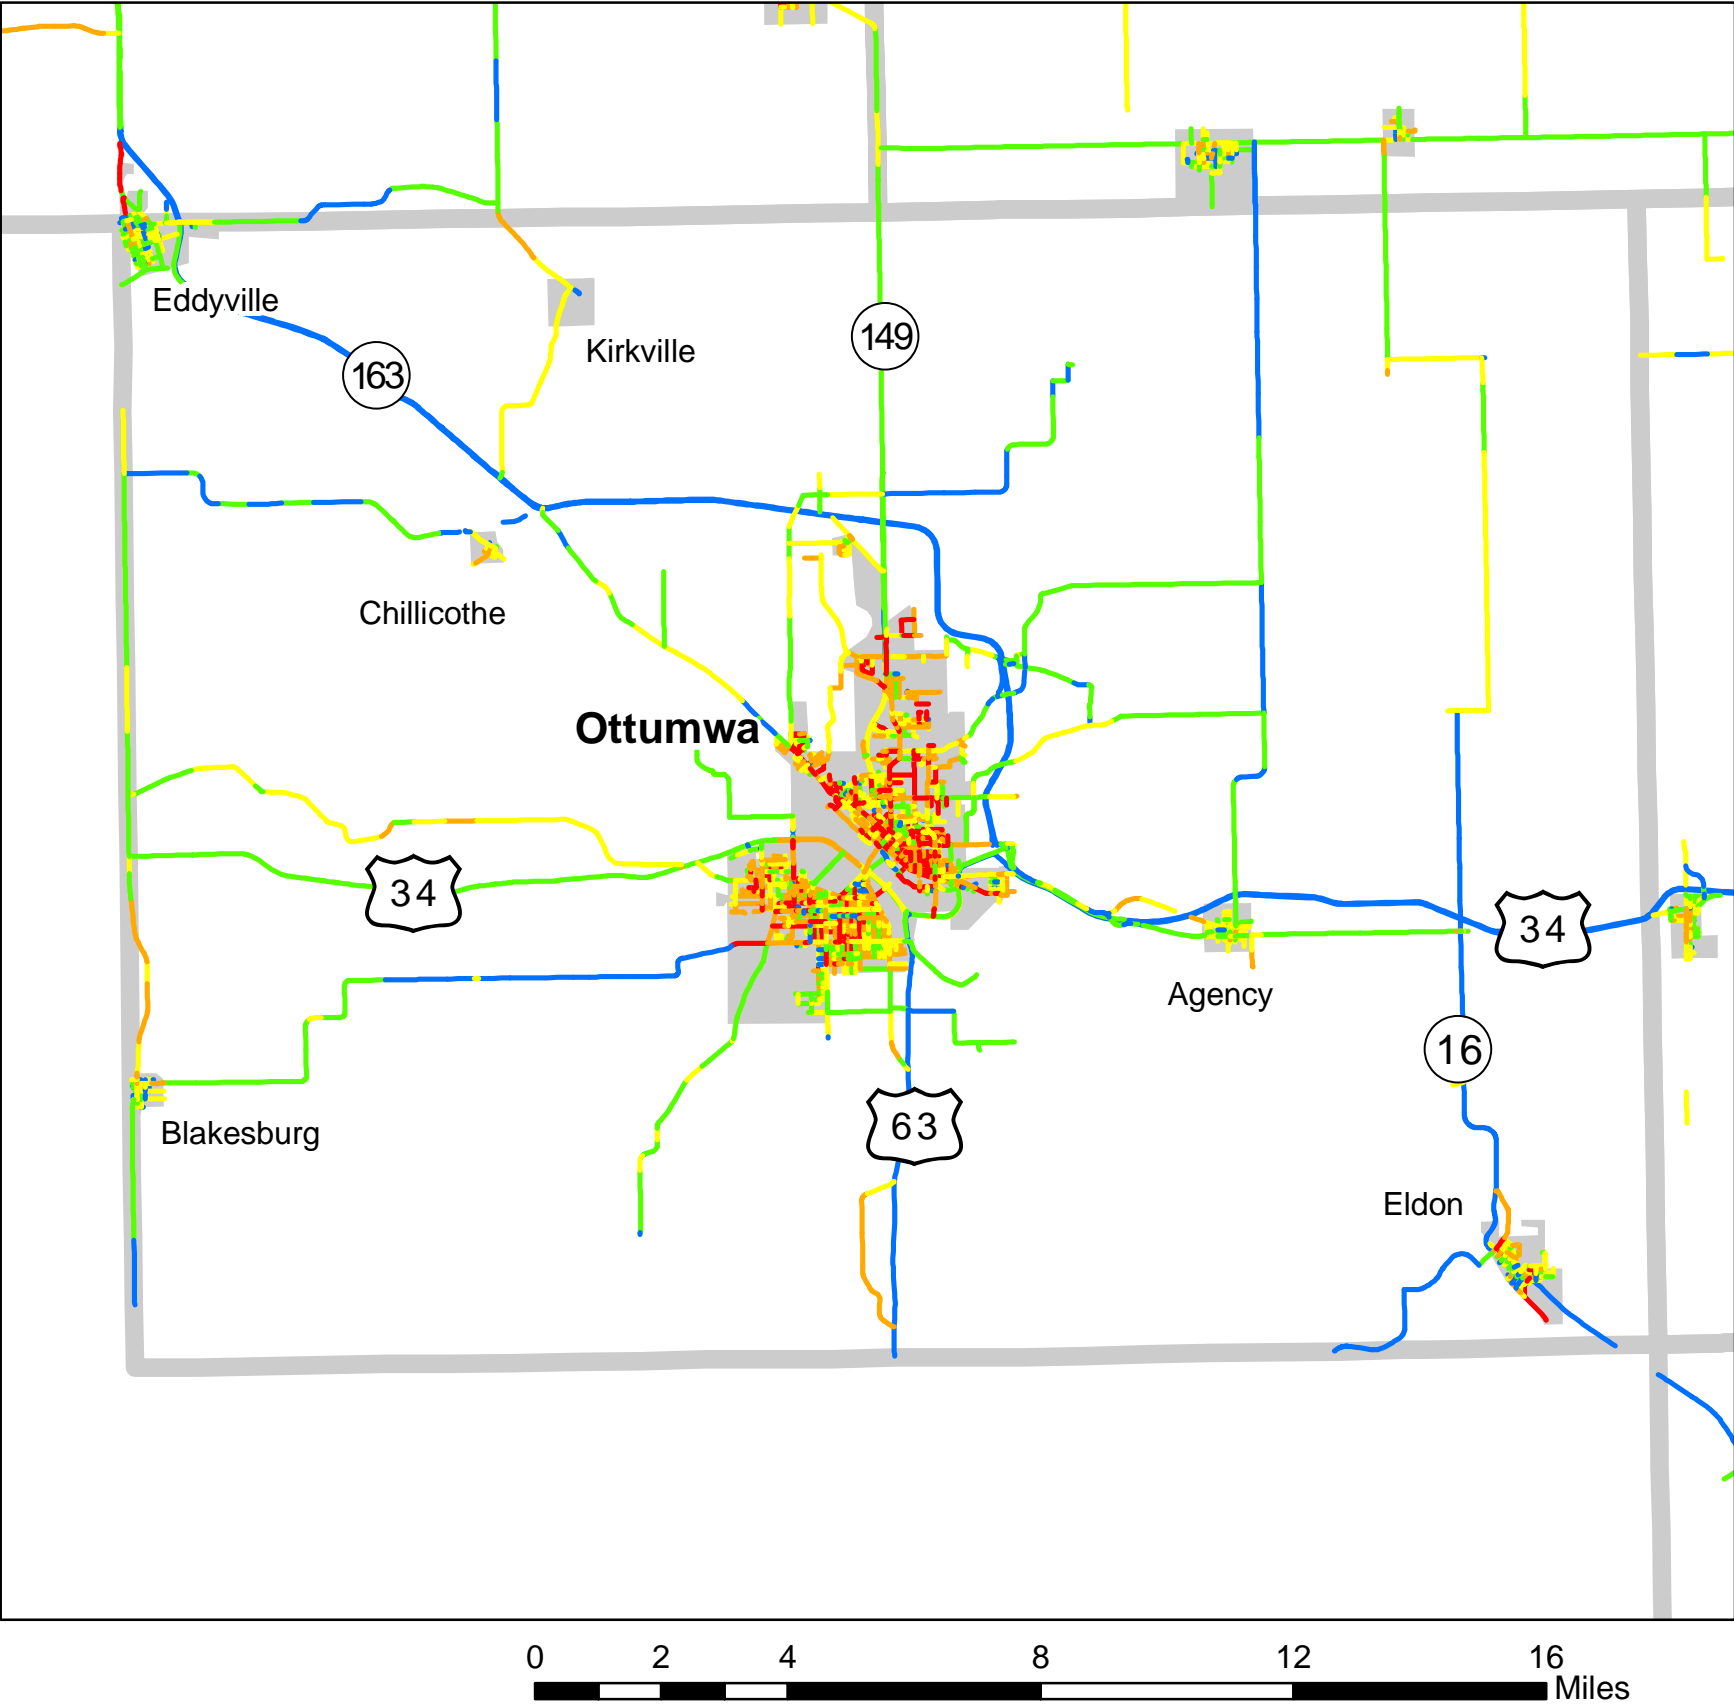 Eddyville
Kirkville
149
163
Chillicothe
Ottumwa
34
34
Agency
16
63
Blakesburg
Eldon
0 2 4 8 12 16
Miles